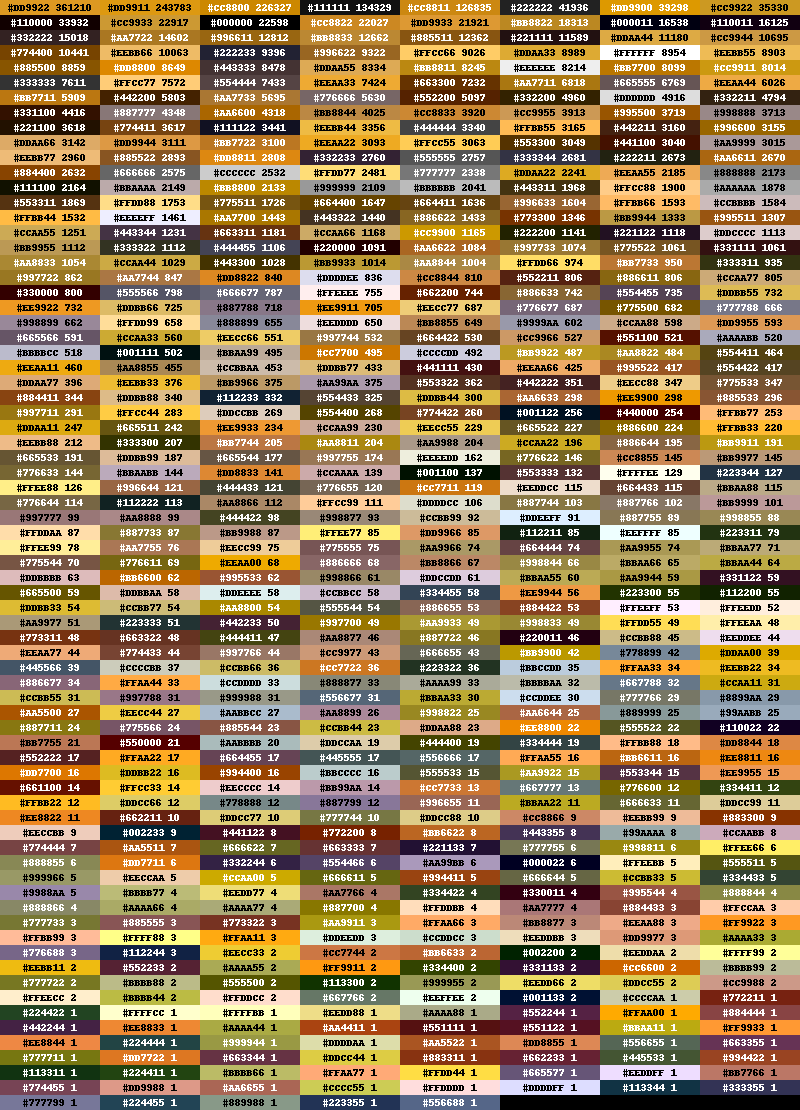 #DD9922 361210 #DD9911 243783 #CC8800 226327 #111111 134329 #CC8811 126835 #222222 41936 #DD9900 39298 #CC9922 35330
#110000 33932 #CC9933 22917 #000000 22598 #CC8822 22027 #DD9933 21921 #BB8822 18313 #000011 16538 #110011 16125
#332222 15018 #AA7722 14602 #996611 12812 #BB8833 12662 #885511 12362 #221111 11589 #DDAA44 11180 #CC9944 10695
#774400 10441 #EEBB66 10063 #222233 9396 #996622 9322 #FFCC66 9026 #DDAA33 8989 #FFFFFF 8954 #EEBB55 8903
#885500 8859 #DD8800 8649 #443333 8478 #DDAA55 8334 #BB8811 8245 #EEEEEE 8214 #BB7700 8099 #CC9911 8014
#333333 7611 #FFCC77 7572 #554444 7433 #EEAA33 7424 #663300 7232 #AA7711 6818 #665555 6769 #EEAA44 6026
#BB7711 5909 #442200 5803 #AA7733 5695 #776666 5630 #552200 5097 #332200 4960 #DDDDDD 4916 #332211 4794
#331100 4416 #887777 4348 #AA6600 4318 #BB8844 4025 #CC8833 3920 #CC9955 3913 #995500 3719 #998888 3713
#221100 3618 #774411 3617 #111122 3441 #EEBB44 3356 #444444 3340 #FFBB55 3165 #442211 3160 #996600 3155
#DDAA66 3142 #DD9944 3111 #BB7722 3100 #EEAA22 3093 #FFCC55 3063 #553300 3049 #441100 3040 #AA9999 3015
#EEBB77 2960 #885522 2893 #DD8811 2808 #332233 2760 #555555 2757 #333344 2681 #222211 2673 #AA6611 2670
#884400 2632 #666666 2575 #CCCCCC 2532 #FFDD77 2481 #777777 2338 #DDAA22 2241 #EEAA55 2185 #888888 2173
#111100 2164 #BBAAAA 2149 #BB8800 2133 #999999 2109 #BBBBBB 2041 #443311 1968 #FFCC88 1900 #AAAAAA 1878
#553311 1869 #FFDD88 1753 #775511 1726 #664400 1647 #664411 1636 #996633 1604 #FFBB66 1593 #CCBBBB 1584
#FFBB44 1532 #EEEEFF 1461 #AA7700 1443 #443322 1440 #886622 1433 #773300 1346 #BB9944 1333 #995511 1307
#CCAA55 1251 #443344 1231 #663311 1181 #CCAA66 1168 #CC9900 1165 #222200 1141 #221122 1118 #DDCCCC 1113
#BB9955 1112 #333322 1112 #444455 1106 #220000 1091 #AA6622 1084 #997733 1074 #775522 1061 #331111 1061
#AA8833 1054 #CCAA44 1029 #443300 1028 #BB9933 1014 #AA8844 1004 #FFDD66 974 #BB7733 950 #333311 935
#997722 862 #AA7744 847 #DD8822 840 #DDDDEE 836 #CC8844 810 #552211 806 #886611 806 #CCAA77 805
#330000 800 #555566 798 #666677 787 #FFEEEE 755 #662200 744 #886633 742 #554455 735 #DDBB55 732
#EE9922 732 #DDBB66 725 #887788 718 #EE9911 705 #EECC77 687 #776677 687 #775500 682 #777788 666
#998899 662 #FFDD99 658 #888899 655 #EEDDDD 650 #BB8855 649 #9999AA 602 #CCAA88 598 #DD9955 593
#665566 591 #CCAA33 560 #EECC66 551 #997744 532 #664422 530 #CC9966 527 #551100 521 #AAAABB 520
#BBBBCC 518 #001111 502 #BBAA99 495 #CC7700 495 #CCCCDD 492 #BB9922 487 #AA8822 484 #554411 464
#EEAA11 460 #AA8855 455 #CCBBAA 453 #DDBB77 433 #441111 430 #EEAA66 425 #995522 417 #554422 417
#DDAA77 396 #EEBB33 376 #BB9966 375 #AA99AA 375 #553322 362 #442222 351 #EECC88 347 #775533 347
#884411 344 #DDBB88 340 #112233 332 #554433 325 #DDBB44 300 #AA6633 298 #EE9900 298 #885533 296
#997711 291 #FFCC44 283 #DDCCBB 269 #554400 268 #774422 260 #001122 256 #440000 254 #FFBB77 253
#DDAA11 247 #665511 242 #EE9933 234 #CCAA99 230 #EECC55 229 #665522 227 #886600 224 #FFBB33 220
#EEBB88 212 #333300 207 #BB7744 205 #AA8811 204 #AA9988 204 #CCAA22 196 #886644 195 #BB9911 191
#665533 191 #DDBB99 187 #665544 177 #997755 174 #EEEEDD 162 #776622 146 #CC8855 145 #BB9977 145
#776633 144 #BBAABB 144 #DD8833 141 #CCAAAA 139 #001100 137 #553333 132 #FFFFEE 129 #223344 127
#FFEE88 126 #996644 121 #444433 121 #776655 120 #CC7711 119 #EEDDCC 115 #664433 115 #BBAA88 115
#776644 114 #112222 113 #AA8866 112 #FFCC99 111 #DDDDCC 106 #887744 103 #887766 102 #BB9999 101
#997777 99 #AA8888 99 #444422 98 #998877 93 #CCBB99 92 #DDEEFF 91 #887755 89 #998855 88
#FFDDAA 87 #887733 87 #BB9988 87 #FFEE77 85 #DD9966 85 #112211 85 #EEFFFF 85 #223311 79
#FFEE99 78 #AA7755 76 #EECC99 75 #775555 75 #AA9966 74 #664444 74 #AA9955 74 #BBAA77 71
#775544 70 #776611 69 #EEAA00 68 #886666 68 #BB8866 67 #998844 66 #BBAA66 65 #BBAA44 64
#DDBBBB 63 #BB6600 62 #995533 62 #998866 61 #DDCCDD 61 #BBAA55 60 #AA9944 59 #331122 59
#665500 59 #DDBBAA 58 #DDEEEE 58 #CCBBCC 58 #334455 58 #EE9944 56 #223300 55 #112200 55
#DDBB33 54 #CCBB77 54 #AA8800 54 #555544 54 #886655 53 #884422 53 #FFEEFF 53 #FFEEDD 52
#AA9977 51 #223333 51 #442233 50 #997700 49 #AA9933 49 #998833 49 #FFDD55 49 #FFEEAA 48
#773311 48 #663322 48 #444411 47 #AA8877 46 #887722 46 #220011 46 #CCBB88 45 #EEDDEE 44
#EEAA77 44 #774433 44 #997766 44 #CC9977 43 #666655 43 #BB9900 42 #778899 42 #DDAA00 39
#445566 39 #CCCCBB 37 #CCBB66 36 #CC7722 36 #223322 36 #BBCCDD 35 #FFAA33 34 #EEBB22 34
#886677 34 #FFAA44 33 #CCDDDD 33 #888877 33 #AAAA99 33 #BBBBAA 32 #667788 32 #CCAA11 31
#CCBB55 31 #997788 31 #999988 31 #556677 31 #BBAA33 30 #CCDDEE 30 #777766 29 #8899AA 29
#AA5500 27 #EECC44 27 #AABBCC 27 #AA8899 26 #998822 25 #AA6644 25 #889999 25 #99AABB 25
#887711 24 #775566 24 #885544 23 #CCBB44 23 #DDAA88 23 #EE8800 22 #555522 22 #110022 22
#BB7755 21 #550000 21 #AABBBB 20 #DDCCAA 19 #444400 19 #334444 19 #FFBB88 18 #DD8844 18
#552222 17 #FFAA22 17 #664455 17 #445555 17 #556666 17 #FFAA55 16 #BB6611 16 #EE8811 16
#DD7700 16 #DDBB22 16 #994400 16 #BBCCCC 16 #555533 15 #AA9922 15 #553344 15 #EE9955 15
#661100 14 #FFCC33 14 #EECCCC 14 #BB99AA 14 #CC7733 13 #667777 13 #776600 12 #334411 12
#FFBB22 12 #DDCC66 12 #778888 12 #887799 12 #996655 11 #BBAA22 11 #666633 11 #DDCC99 11
#EE8822 11 #662211 10 #DDCC77 10 #777744 10 #DDCC88 10 #CC8866 9 #EEBB99 9 #883300 9
#EECCBB 9 #002233 9 #441122 8 #772200 8 #BB6622 8 #443355 8 #99AAAA 8 #CCAABB 8
#774444 7 #AA5511 7 #666622 7 #663333 7 #221133 7 #777755 6 #998811 6 #FFEE66 6
#888855 6 #DD7711 6 #332244 6 #554466 6 #AA99BB 6 #000022 6 #FFEEBB 5 #555511 5
#999966 5 #EECCAA 5 #CCAA00 5 #666611 5 #994411 5 #666644 5 #CCBB33 5 #334433 5
#9988AA 5 #BBBB77 4 #EEDD77 4 #AA7766 4 #334422 4 #330011 4 #995544 4 #888844 4
#888866 4 #AAAA66 4 #AAAA77 4 #887700 4 #FFDDBB 4 #AA7777 4 #884433 4 #FFCCAA 3
#777733 3 #885555 3 #773322 3 #AA9911 3 #FFAA66 3 #BB8877 3 #EEAA88 3 #FF9922 3
#FFBB99 3 #FFFF88 3 #FFAA11 3 #DDEEDD 3 #CCDDCC 3 #EEDDBB 3 #DD9977 3 #AAAA33 3
#776688 3 #112244 3 #EECC33 2 #CC7744 2 #BB6633 2 #002200 2 #EEDDAA 2 #FFFF99 2
#EEBB11 2 #552233 2 #AAAA55 2 #FF9911 2 #334400 2 #331133 2 #CC6600 2 #BBBB99 2
#777722 2 #BBBB88 2 #555500 2 #113300 2 #999955 2 #EEDD66 2 #DDCC55 2 #CC9988 2
#FFEECC 2 #BBBB44 2 #FFDDCC 2 #667766 2 #EEFFEE 2 #001133 2 #CCCCAA 1 #772211 1
#224422 1 #FFFFCC 1 #FFFFBB 1 #EEDD88 1 #AAAA88 1 #552244 1 #FFAA00 1 #884444 1
#442244 1 #EE8833 1 #AAAA44 1 #AA4411 1 #551111 1 #551122 1 #BBAA11 1 #FF9933 1
#EE8844 1 #224444 1 #999944 1 #DDDDAA 1 #AA5522 1 #DD8855 1 #556655 1 #663355 1
#777711 1 #DD7722 1 #663344 1 #DDCC44 1 #883311 1 #662233 1 #445533 1 #994422 1
#113311 1 #224411 1 #BBBB66 1 #FFAA77 1 #FFDD44 1 #665577 1 #EEDDFF 1 #BB7766 1
#774455 1 #DD9988 1 #AA6655 1 #CCCC55 1 #FFDDDD 1 #DDDDFF 1 #113344 1 #333355 1
#777799 1 #224455 1 #889988 1 #223355 1 #556688 1